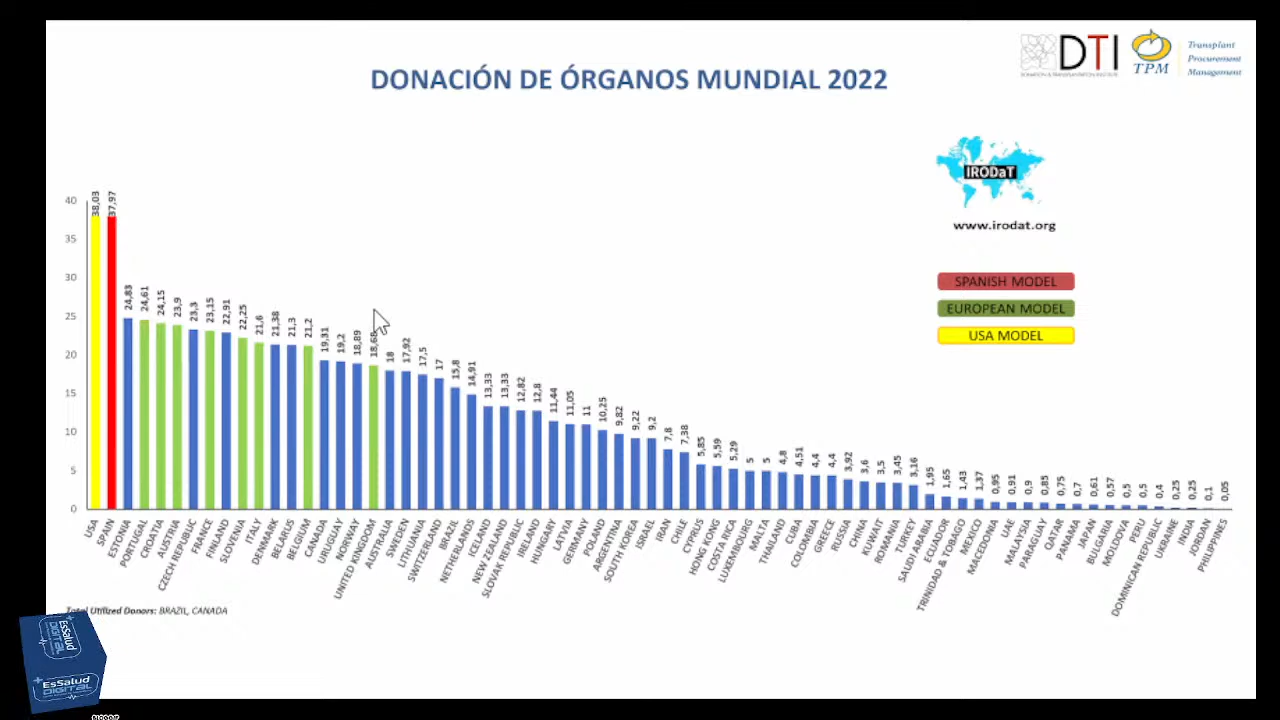 DONACIÓN DE ÓRGANOS MUNDIAL 2022
DTI
TPM
Transplant
Procurement
Management
IRODaT
www.irodat.org
SPANISH MODEL
EUROPEAN MODEL
USA MODEL
40
35
30
25
20
15
10
5
0
38,03
37,97
24,83
24,61
24,15
23,9
23,3
23,15
22,91
22,25
21,6
21,38
21,3
21,2
19,31
19,2
18,89
18,68
18
17,92
17,5
17
15,8
14,91
13,33
13,33
12,82
12,8
11,44
11,05
11
10,25
9,82
9,22
9,2
7,8
7,38
5,85
5,59
5,29
5
5
4,8
4,51
4,4
4,4
3,92
3,6
3,5
3,45
3,16
1,95
1,65
1,43
1,37
0,95
0,91
0,9
0,85
0,75
0,7
0,61
0,57
0,5
0,5
0,4
0,25
0,25
0,1
0,05
USA
SPAIN
ESTONIA
PORTUGAL
CROATIA
AUSTRIA
CZECH REPUBLIC
FRANCE
FINLAND
SLOVENIA
ITALY
DENMARK
BELARUS
BELGIUM
CANADA
URUGUAY
NORWAY
UNITED KINGDOM
AUSTRALIA
SWEDEN
LITHUANIA
SWITZERLAND
BRAZIL
NETHERLANDS
ICELAND
NEW ZEALAND
SLOVAK REPUBLIC
IRELAND
HUNGARY
LATVIA
GERMANY
POLAND
ARGENTINA
SOUTH KOREA
ISRAEL
IRAN
CHILE
CYPRUS
HONG KONG
COSTA RICA
LUXEMBOURG
MALTA
THAILAND
CUBA
COLOMBIA
GREECE
RUSSIA
CHINA
KUWAIT
ROMANIA
TURKEY
SAUDI ARABIA
ECUADOR
TRINIDAD & TOBAGO
MEXICO
MACEDONIA
UAE
MALAYSIA
PARAGUAY
QATAR
PANAMA
JAPAN
BULGARIA
MOLDOVA
PERU
DOMINICAN REPUBLIC
UKRAINE
INDIA
JORDAN
PHILIPPINES
Total Utilized Donors: BRAZIL, CANADA
EsSalud
DIGITAL
EsSalud
DIGITAL